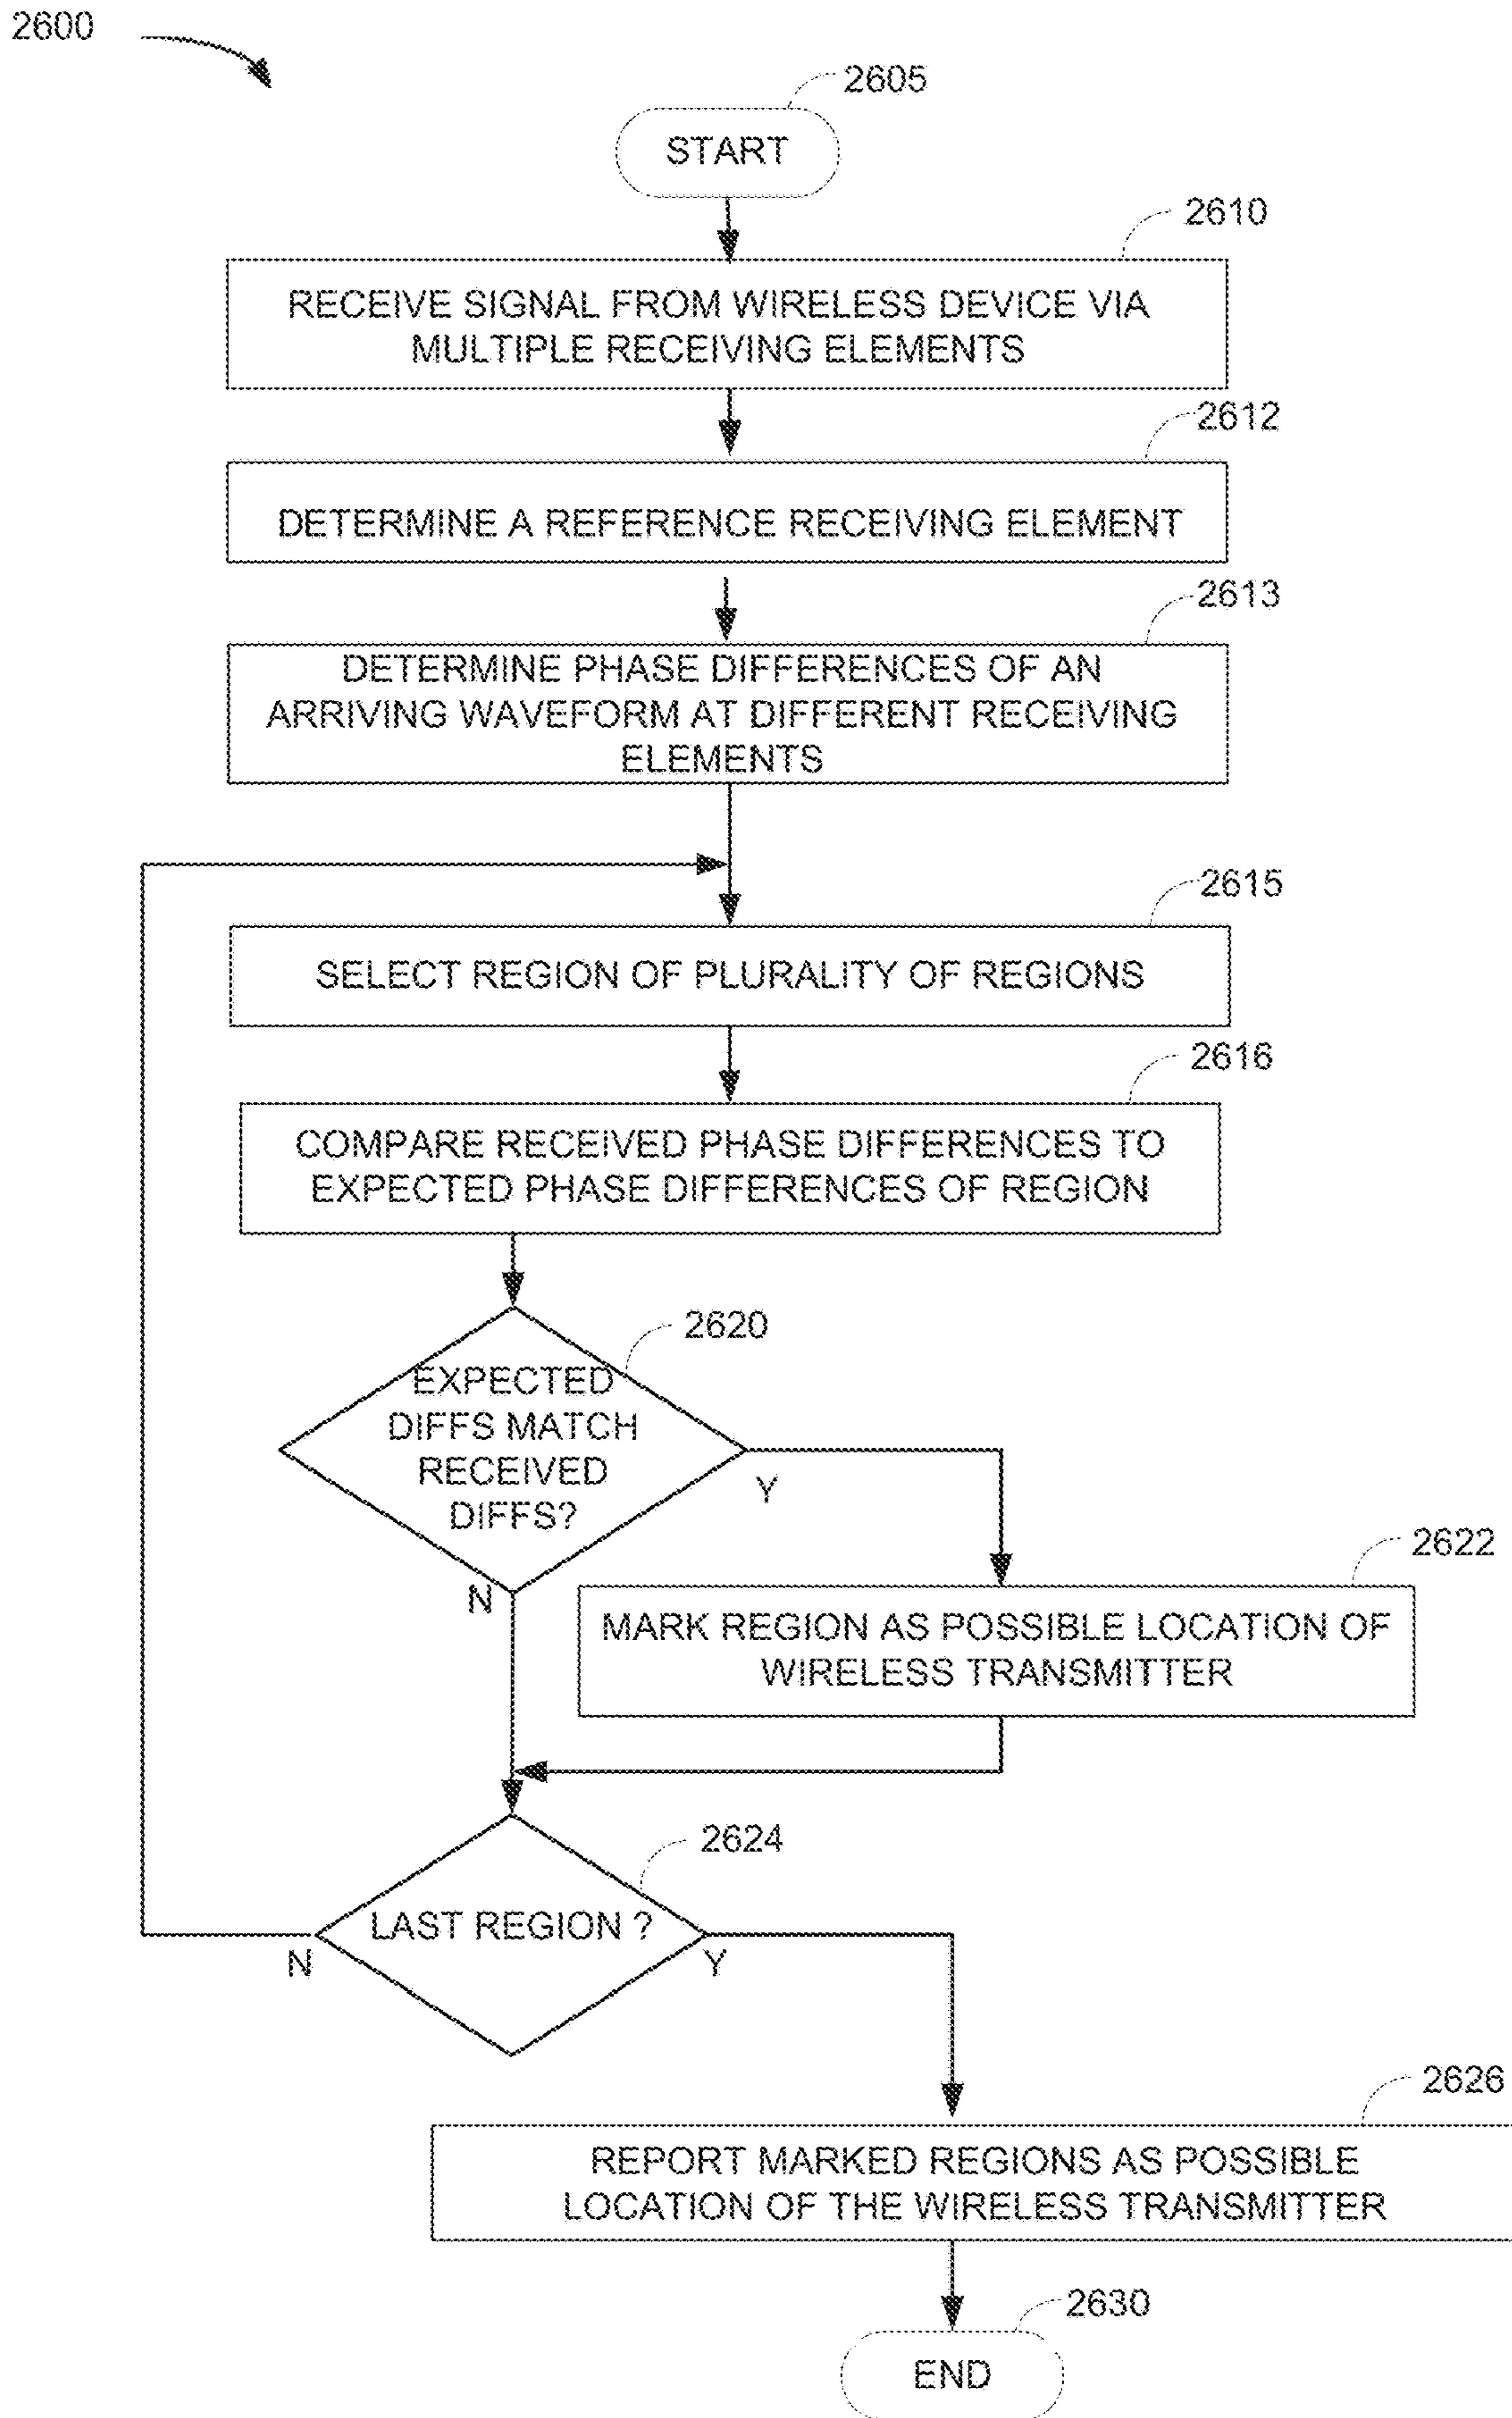 2600
2605
START
2610
RECEIVE SIGNAL FROM WIRELESS DEVICE VIA
MULTIPLE RECEIVING ELEMENTS
2612
DETERMINE A REFERENCE RECEIVING ELEMENT
2613
DETERMINE PHASE DIFFERENCES OF AN
ARRIVING WAVEFORM AT DIFFERENT RECEIVING
ELEMENTS
2615
SELECT REGION OF PLURALITY OF REGIONS
2616
COMPARE RECEIVED PHASE DIFFERENCES TO
EXPECTED PHASE DIFFERENCES OF REGION
2620
EXPECTED
DIFFS MATCH
RECEIVED
DIFFS?
Y
N
2622
MARK REGION AS POSSIBLE LOCATION OF
WIRELESS TRANSMITTER
2624
LAST REGION ?
N
Y
2626
REPORT MARKED REGIONS AS POSSIBLE
LOCATION OF THE WIRELESS TRANSMITTER
2630
END